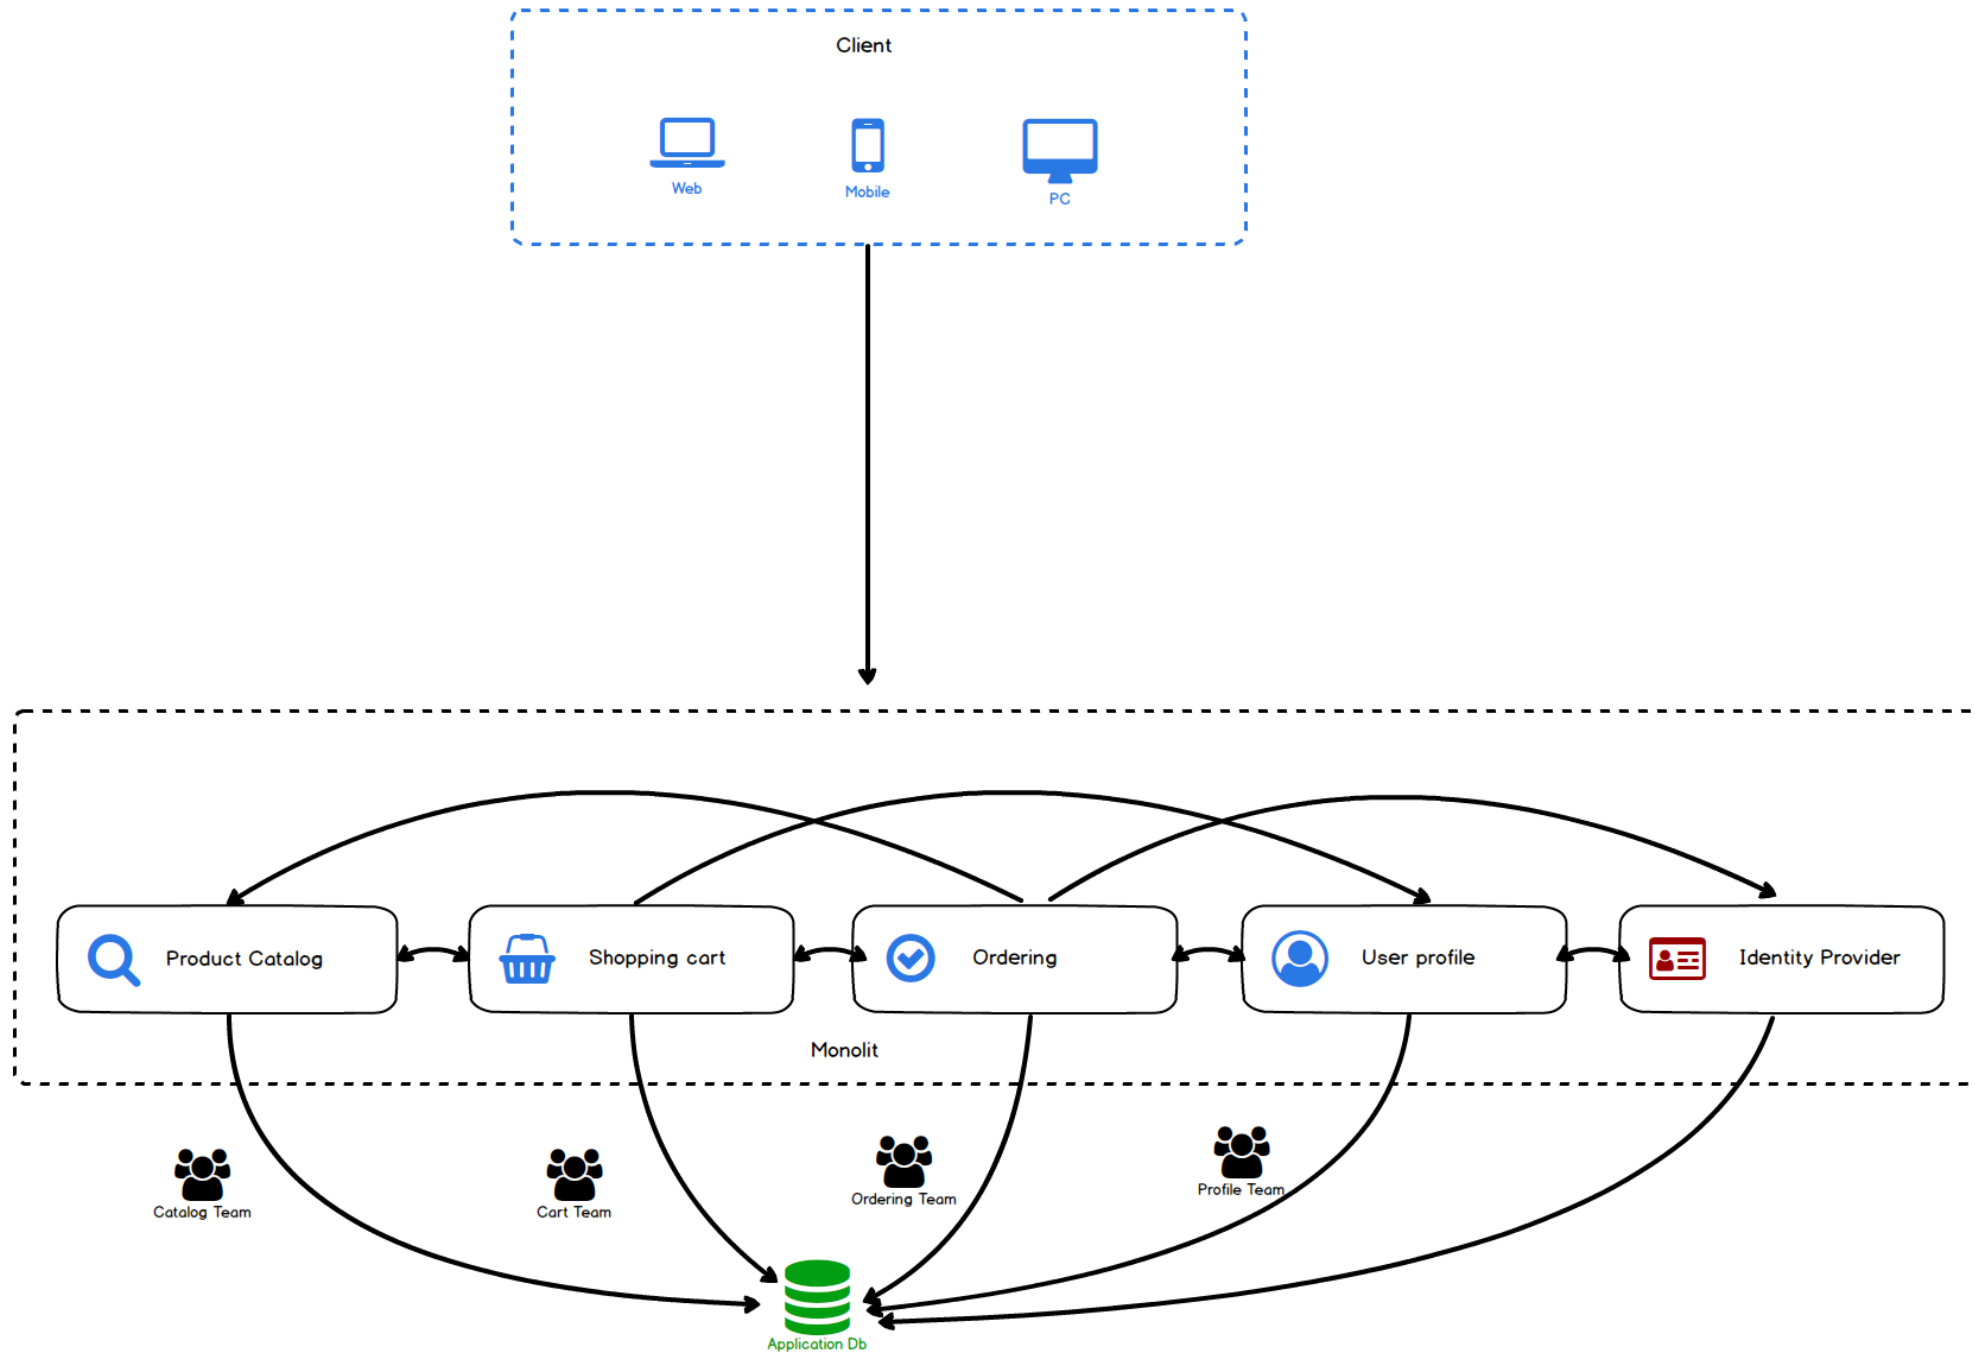 Client
Web
Mobile
PC
Product Catalog
Shopping cart
Ordering
User profile
Identity Provider
Monolit
Catalog Team
Cart Team
Ordering Team
Profile Team
Application Db